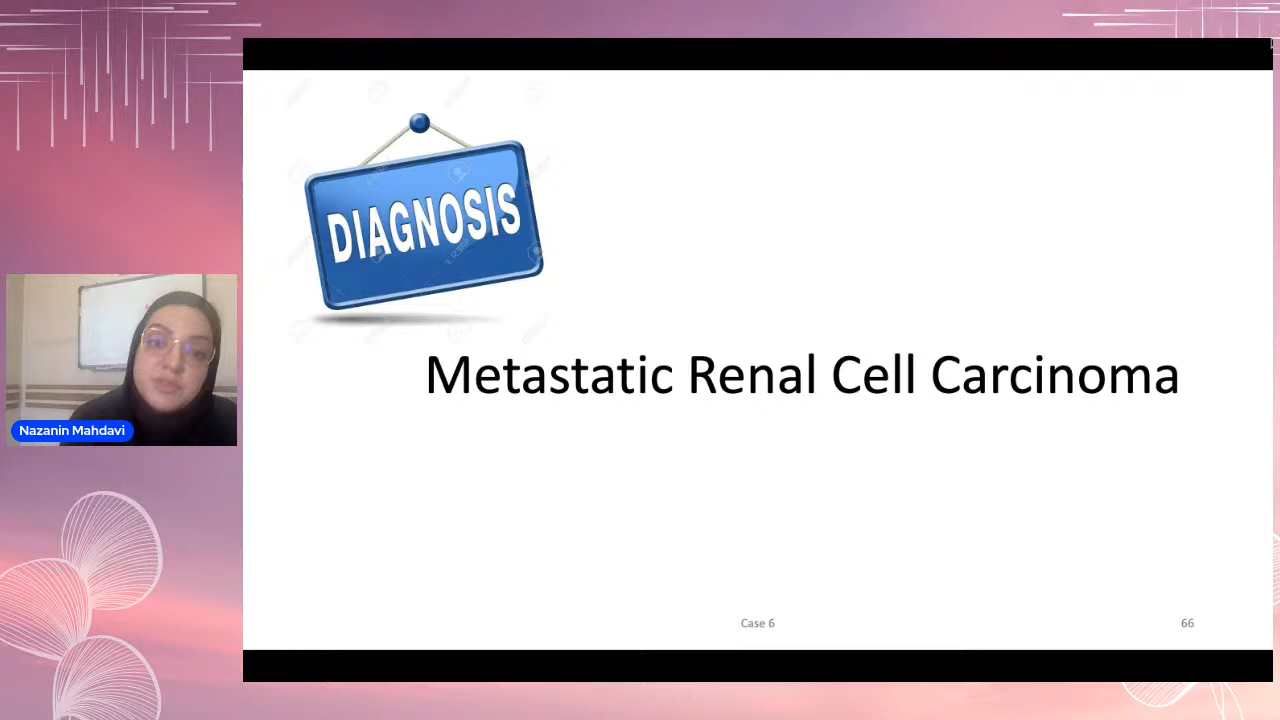 DIAGNOSIS
Metastatic Renal Cell Carcinoma
Nazanin Mahdavi
Case 6
66